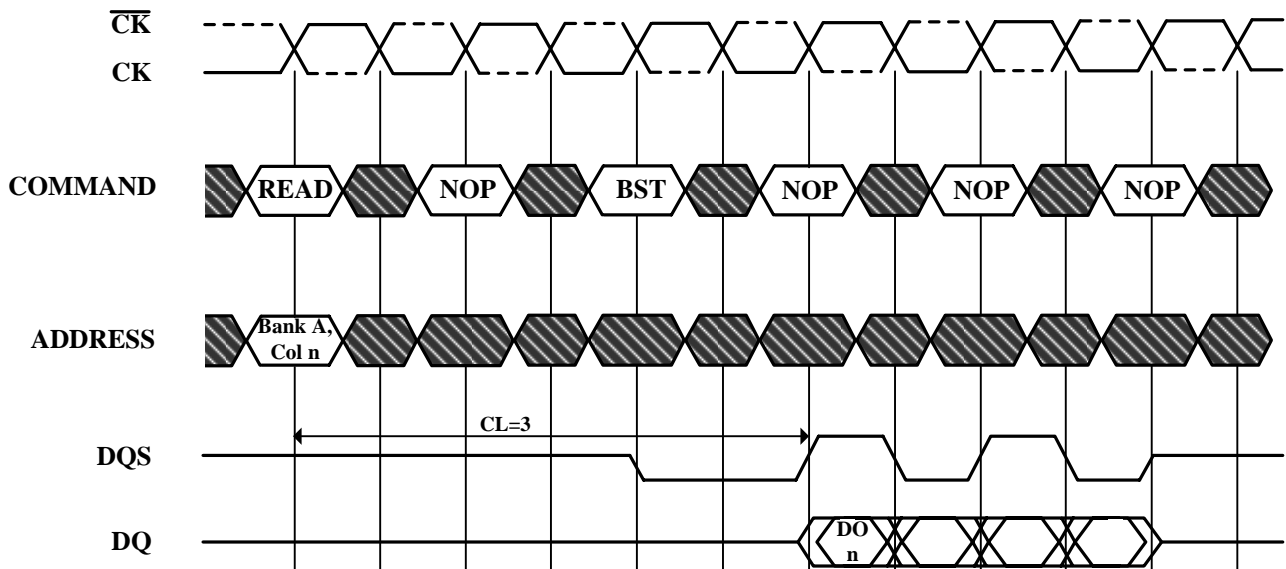 CK
CK
COMMAND READ NOP BST NOP NOP NOP
ADDRESS Bank A,
Col n
CL=3
DQS
DQ DO
n